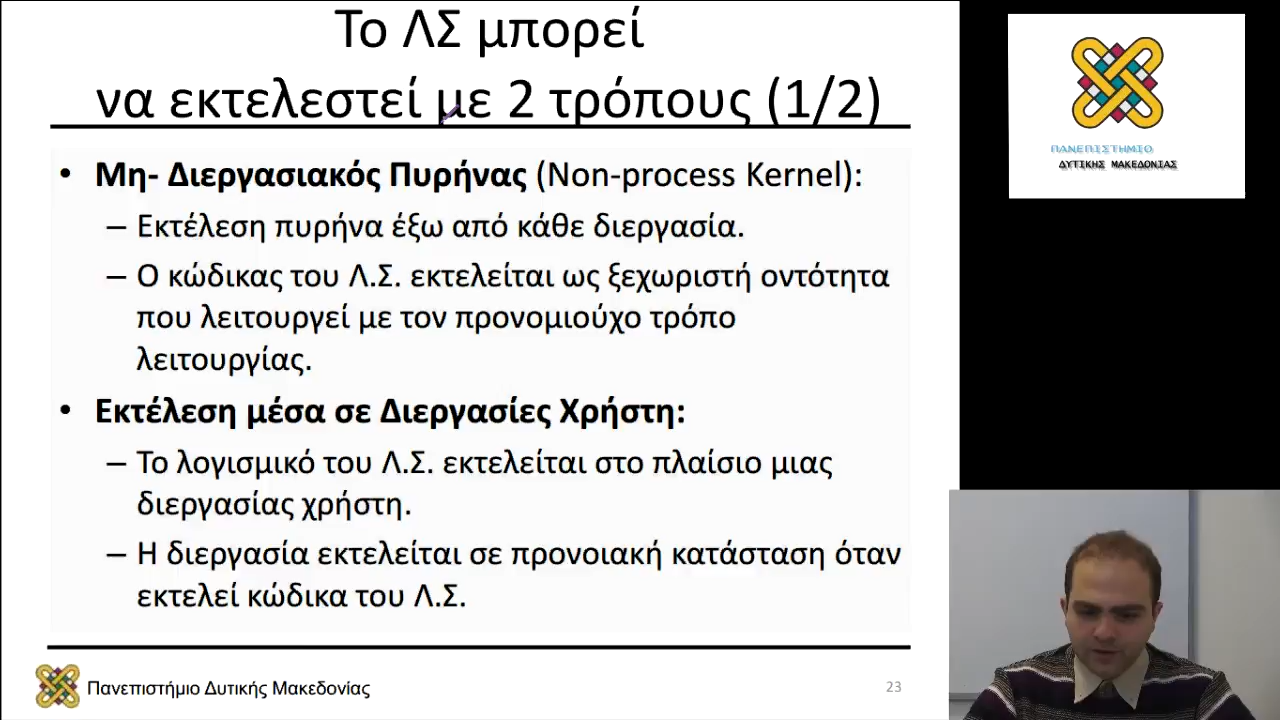 Το ΛΣ μπορεί
να εκτελεστεί με 2 τρόπους (1/2)
• Μη- Διεργασιακός Πυρήνας (Non-process Kernel):
– Εκτέλεση πυρήνα έξω από κάθε διεργασία.
– Ο κώδικας του Λ.Σ. εκτελείται ως ξεχωριστή οντότητα
που λειτουργεί με τον προνομιούχο τρόπο
λειτουργίας.
• Εκτέλεση μέσα σε Διεργασίες Χρήστη:
– Το λογισμικό του Λ.Σ. εκτελείται στο πλαίσιο μιας
διεργασίας χρήστη.
– Η διεργασία εκτελείται σε προνοιακή κατάσταση όταν
εκτελεί κώδικα του Λ.Σ.
Πανεπιστήμιο Δυτικής Μακεδονίας
23
ΠΑΝΕΠΙΣΤΗΜΙΟ
ΔΥΤΙΚΗΣ ΜΑΚΕΔΟΝΙΑΣ